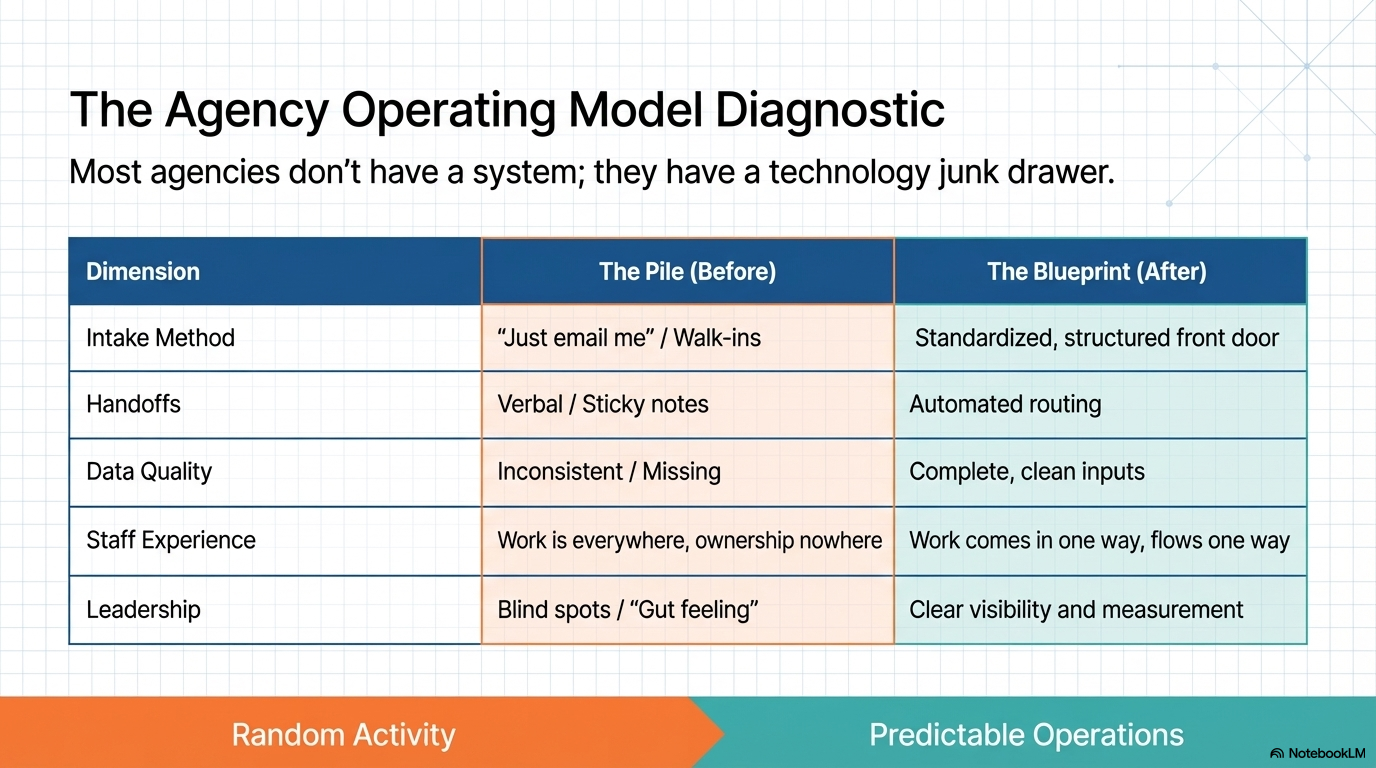 The Agency Operating Model Diagnostic
Most agencies don’t have a system; they have a technology junk drawer.
Dimension
The Pile (Before)
The Blueprint (After)
Intake Method
“Just email me” / Walk-ins
Standardized, structured front door
Handoffs
Verbal / Sticky notes
Automated routing
Data Quality
Inconsistent / Missing
Complete, clean inputs
Staff Experience
Work is everywhere, ownership nowhere
Work comes in one way, flows one way
Leadership
Blind spots / “Gut feeling”
Clear visibility and measurement
Random Activity
Predictable Operations
NotebookLM